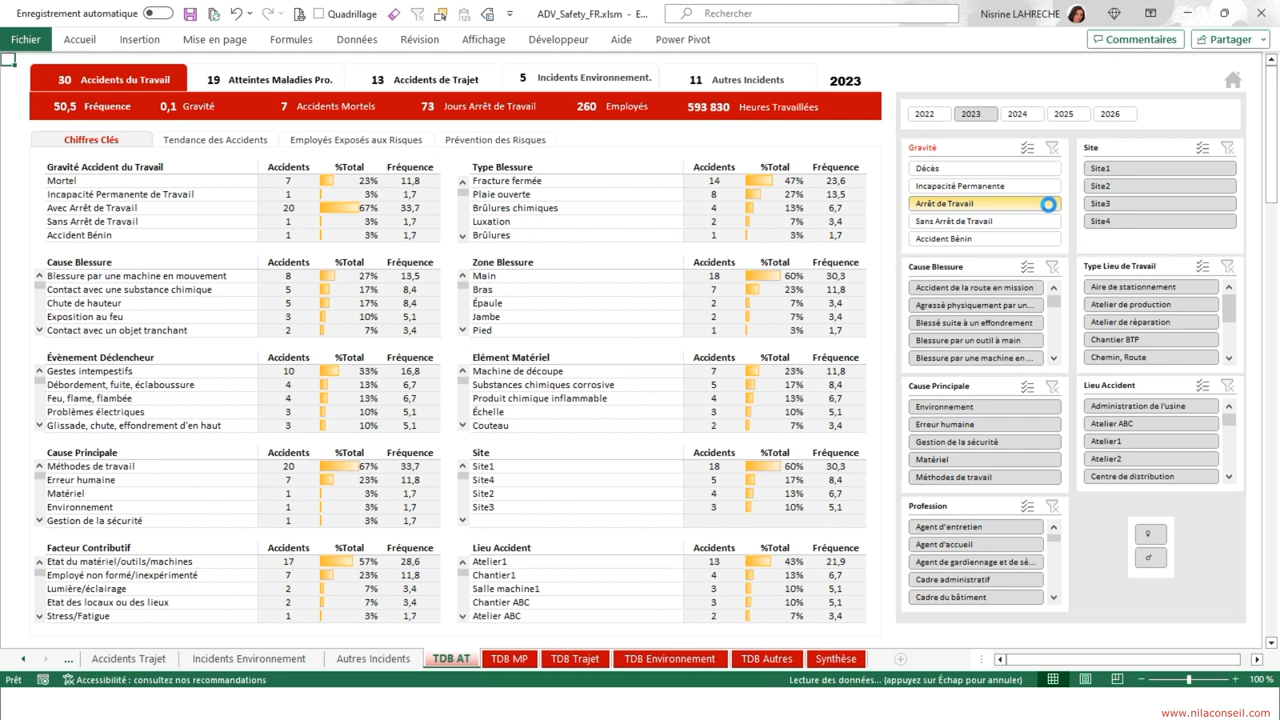 Enregistrement automatique
Quadrillage
ADV_Safety_FR.xlsm - E...
Rechercher
Nisrine LAHRECHE
Fichier
Accueil
Insertion
Mise en page
Formules
Données
Révision
Affichage
Développeur
Aide
Power Pivot
Commentaires
Partager
30 Accidents du Travail
19 Atteintes Maladies Pro.
13 Accidents de Trajet
5 Incidents Environnement.
11 Autres Incidents
2023
50,5 Fréquence
0,1 Gravité
7 Accidents Mortels
73 Jours Arrêt de Travail
260 Employés
593 830 Heures Travaillées
Chiffres Clés
Tendance des Accidents
Employés Exposés aux Risques
Prévention des Risques
Gravité Accident du Travail Accidents %Total Fréquence
Mortel 7 23% 11,8
Incapacité Permanente de Travail 1 3% 1,7
Avec Arrêt de Travail 20 67% 33,7
Sans Arrêt de Travail 1 3% 1,7
Accident Bénin 1 3% 1,7
Type Blessure Accidents %Total Fréquence
Fracture fermée 14 47% 23,6
Plaie ouverte 8 27% 13,5
Brûlures chimiques 4 13% 6,7
Luxation 2 7% 3,4
Brûlures 1 3% 1,7
Cause Blessure Accidents %Total Fréquence
Blessure par une machine en mouvement 8 27% 13,5
Contact avec une substance chimique 5 17% 8,4
Chute de hauteur 5 17% 8,4
Exposition au feu 3 10% 5,1
Contact avec un objet tranchant 2 7% 3,4
Zone Blessure Accidents %Total Fréquence
Main 18 60% 30,3
Bras 7 23% 11,8
Épaule 2 7% 3,4
Jambe 2 7% 3,4
Pied 1 3% 1,7
Évènement Déclencheur Accidents %Total Fréquence
Gestes intempestifs 10 33% 16,8
Débordement, fuite, éclaboussure 4 13% 6,7
Feu, flamme, flambée 4 13% 6,7
Problèmes électriques 3 10% 5,1
Glissade, chute, effondrement d'en haut 3 10% 5,1
Elément Matériel Accidents %Total Fréquence
Machine de découpe 7 23% 11,8
Substances chimiques corrosive 5 17% 8,4
Produit chimique inflammable 4 13% 6,7
Échelle 3 10% 5,1
Couteau 2 7% 3,4
Cause Principale Accidents %Total Fréquence
Méthodes de travail 20 67% 33,7
Erreur humaine 7 23% 11,8
Matériel 1 3% 1,7
Environnement 1 3% 1,7
Gestion de la sécurité 1 3% 1,7
Site Accidents %Total Fréquence
Site1 18 60% 30,3
Site4 5 17% 8,4
Site2 4 13% 6,7
Site3 3 10% 5,1
Facteur Contributif Accidents %Total Fréquence
Etat du matériel/outils/machines 17 57% 28,6
Employé non formé/inexpérimenté 7 23% 11,8
Lumière/éclairage 2 7% 3,4
Etat des locaux ou des lieux 2 7% 3,4
Stress/Fatigue 1 3% 1,7
Lieu Accident Accidents %Total Fréquence
Atelier1 13 43% 21,9
Chantier1 4 13% 6,7
Salle machine1 3 10% 5,1
Chantier ABC 3 10% 5,1
Atelier ABC 2 7% 3,4
2022 2023 2024 2025 2026
Gravité
Décès
Incapacité Permanente
Arrêt de Travail
Sans Arrêt de Travail
Accident Bénin
Site
Site1
Site2
Site3
Site4
Cause Blessure
Accident de la route en mission
Agressé physiquement par un...
Blessé suite à un effondrement
Blessure par un outil à main
Blessure par une machine en ...
Type Lieu de Travail
Aire de stationnement
Atelier de production
Atelier de réparation
Chantier BTP
Chemin, Route
Cause Principale
Environnement
Erreur humaine
Gestion de la sécurité
Matériel
Méthodes de travail
Lieu Accident
Administration de l'usine
Atelier ABC
Atelier1
Atelier2
Centre de distribution
Profession
Agent d'entretien
Agent d'accueil
Agent de gardiennage et de sé...
Cadre administratif
Cadre du bâtiment
♀
♂
...
Accidents Trajet
Incidents Environnement
Autres Incidents
TDB AT
TDB MP
TDB Trajet
TDB Environnement
TDB Autres
Synthèse
Prêt
Accessibilité : consultez nos recommandations
Lecture des données... (appuyez sur Échap pour annuler)
100 %
www.nilaconseil.com